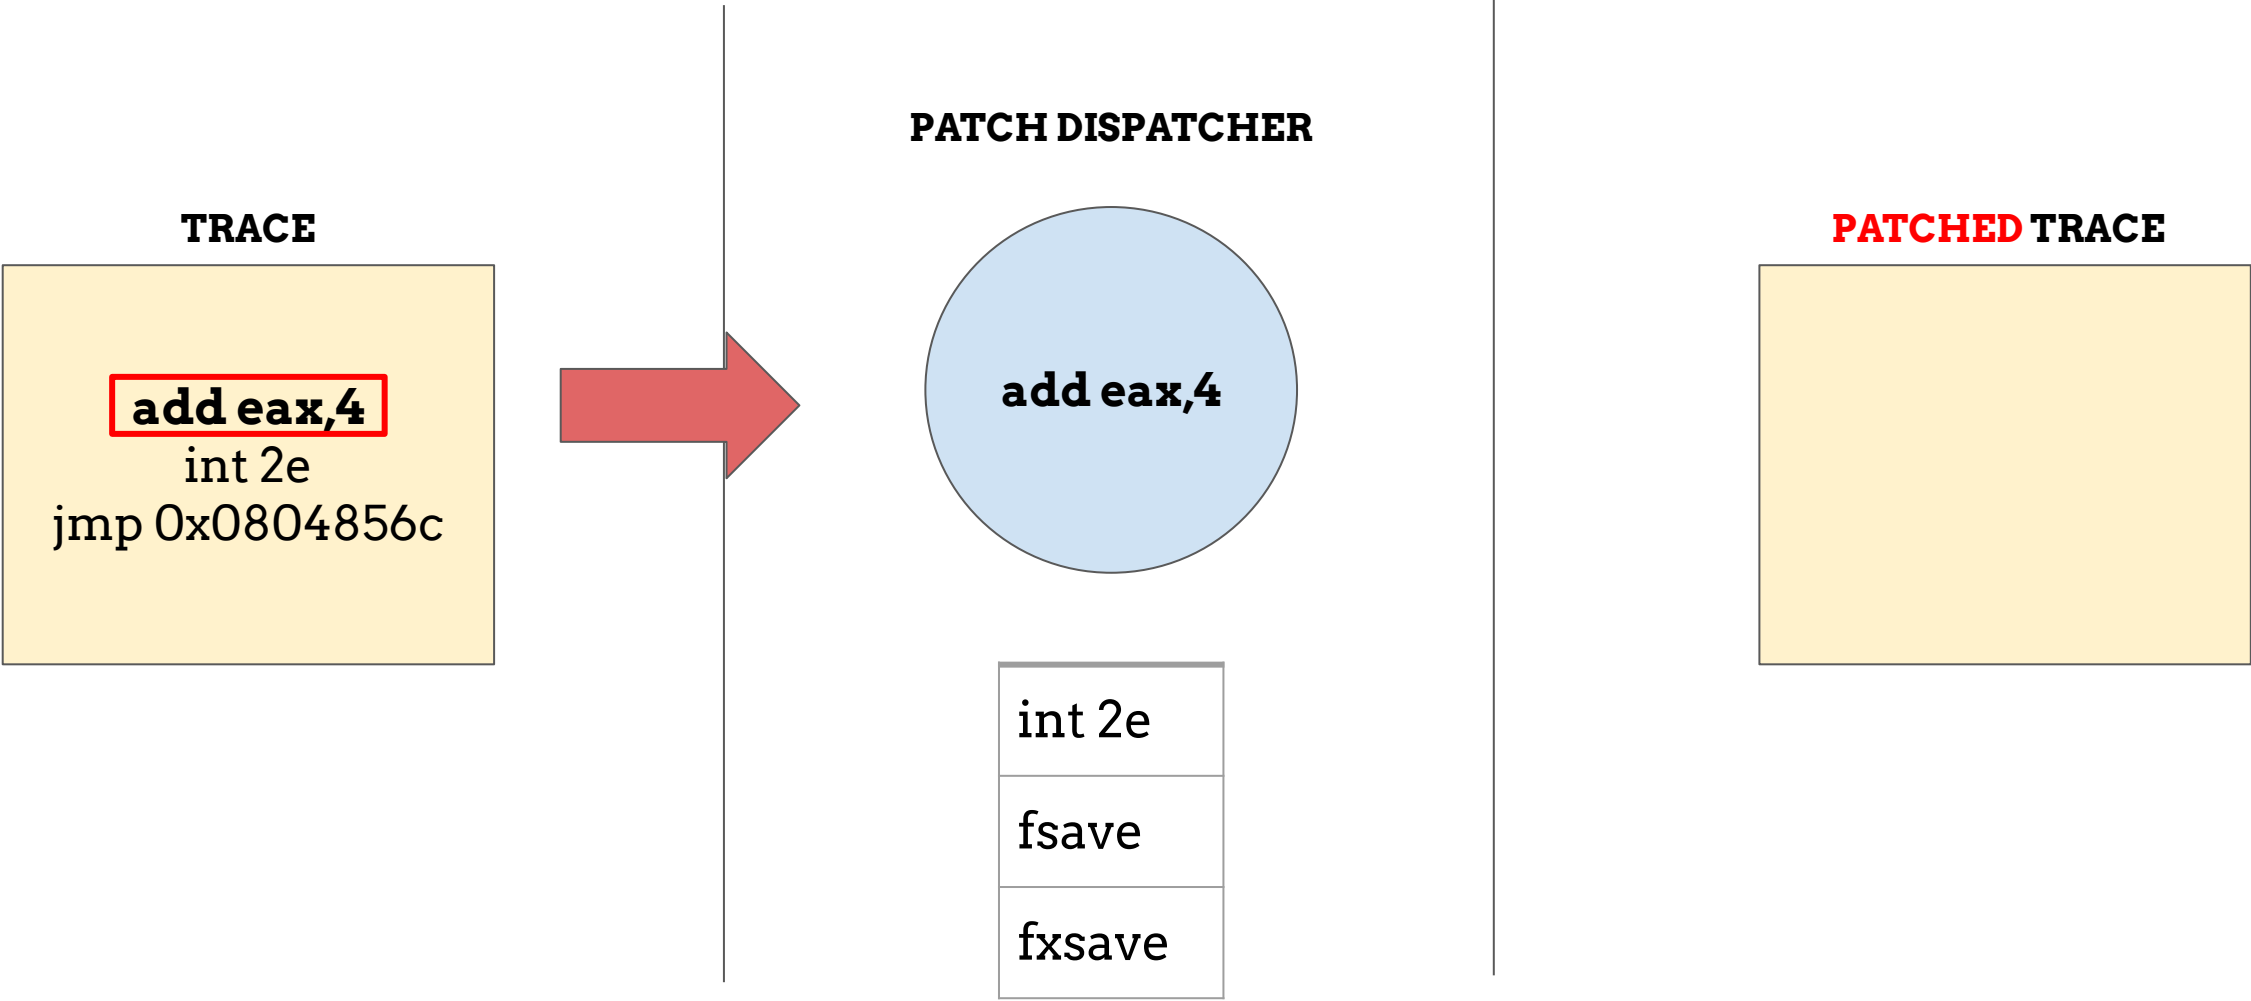 TRACE
add eax,4
int 2e
jmp 0x0804856c
PATCH DISPATCHER
add eax,4
int 2e
fsave
fxsave
PATCHED TRACE